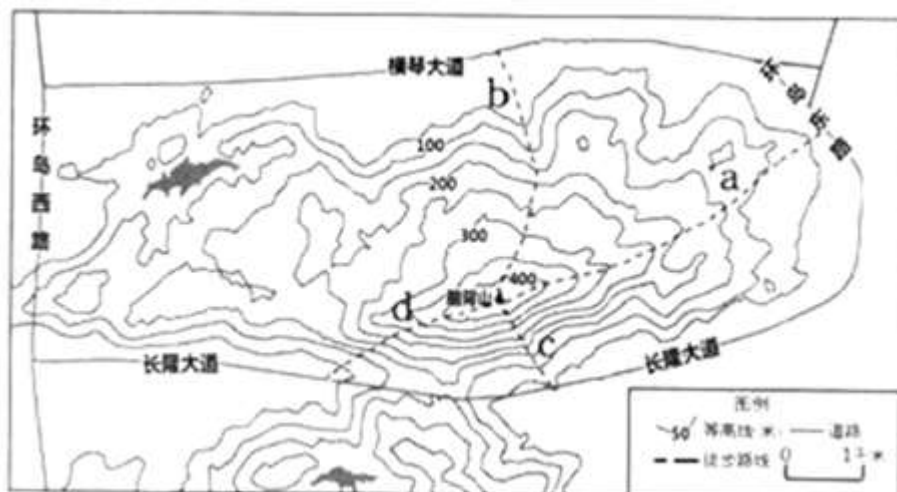 横琴大道
环岛东路
环岛西路
b
100
a
200
300
400
脑背山
d
c
长隆大道
长隆大道
图例
50 等高线/米 道路
徒步路线 0 1千米